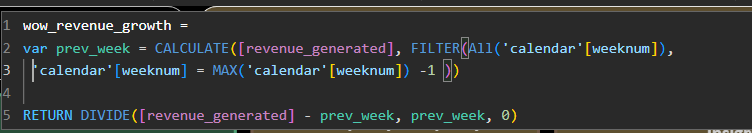 1 wow_revenue_growth =
2 var prev_week = CALCULATE([revenue_generated], FILTER(All('calendar'[weeknum]),
3 'calendar'[weeknum] = MAX('calendar'[weeknum]) -1 ))
4
5 RETURN DIVIDE([revenue_generated] - prev_week, prev_week, 0)